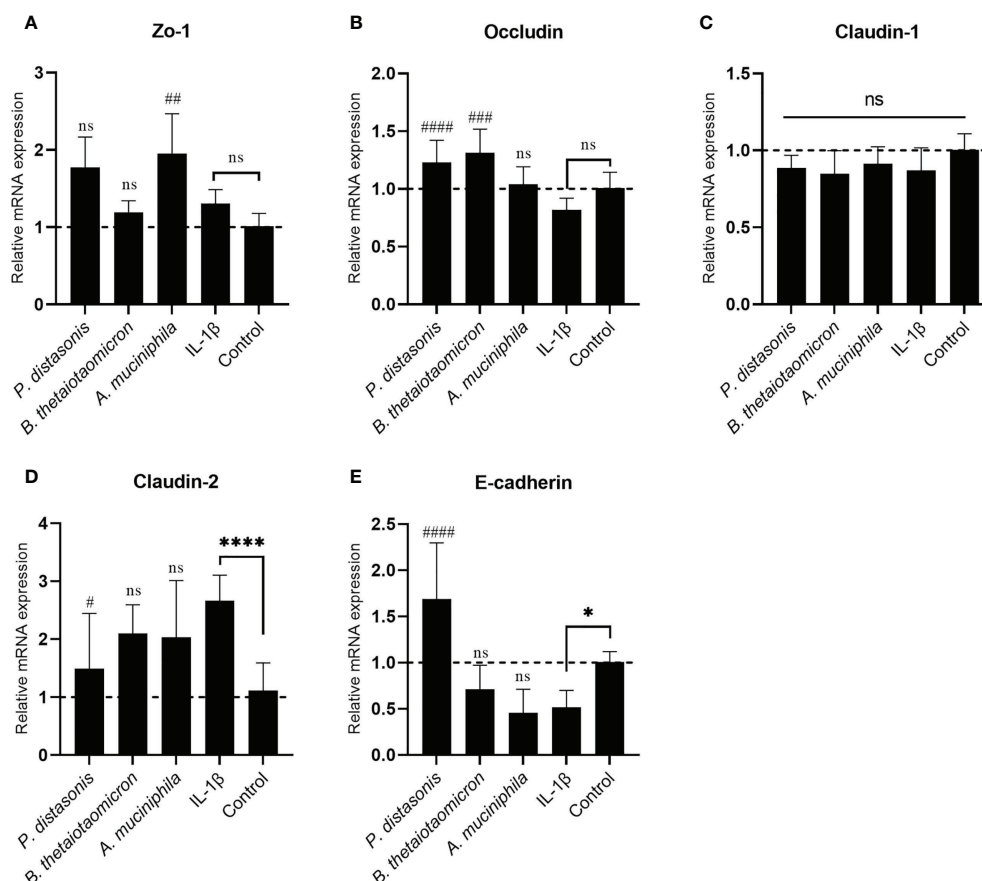 A
Zo-1
Relative mRNA expression
3
2
1
0
ns
ns
##
ns
P. distasonis
B. thetaiotaomicron
A. muciniphila
IL-1β
Control
B
Occludin
Relative mRNA expression
2.0
1.5
1.0
0.5
0.0
####
###
ns
ns
P. distasonis
B. thetaiotaomicron
A. muciniphila
IL-1β
Control
C
Claudin-1
Relative mRNA expression
1.5
1.0
0.5
0.0
ns
P. distasonis
B. thetaiotaomicron
A. muciniphila
IL-1β
Control
D
Claudin-2
Relative mRNA expression
4
3
2
1
0
#
ns
ns
****
P. distasonis
B. thetaiotaomicron
A. muciniphila
IL-1β
Control
E
E-cadherin
Relative mRNA expression
2.5
2.0
1.5
1.0
0.5
0.0
####
ns
ns
*
P. distasonis
B. thetaiotaomicron
A. muciniphila
IL-1β
Control